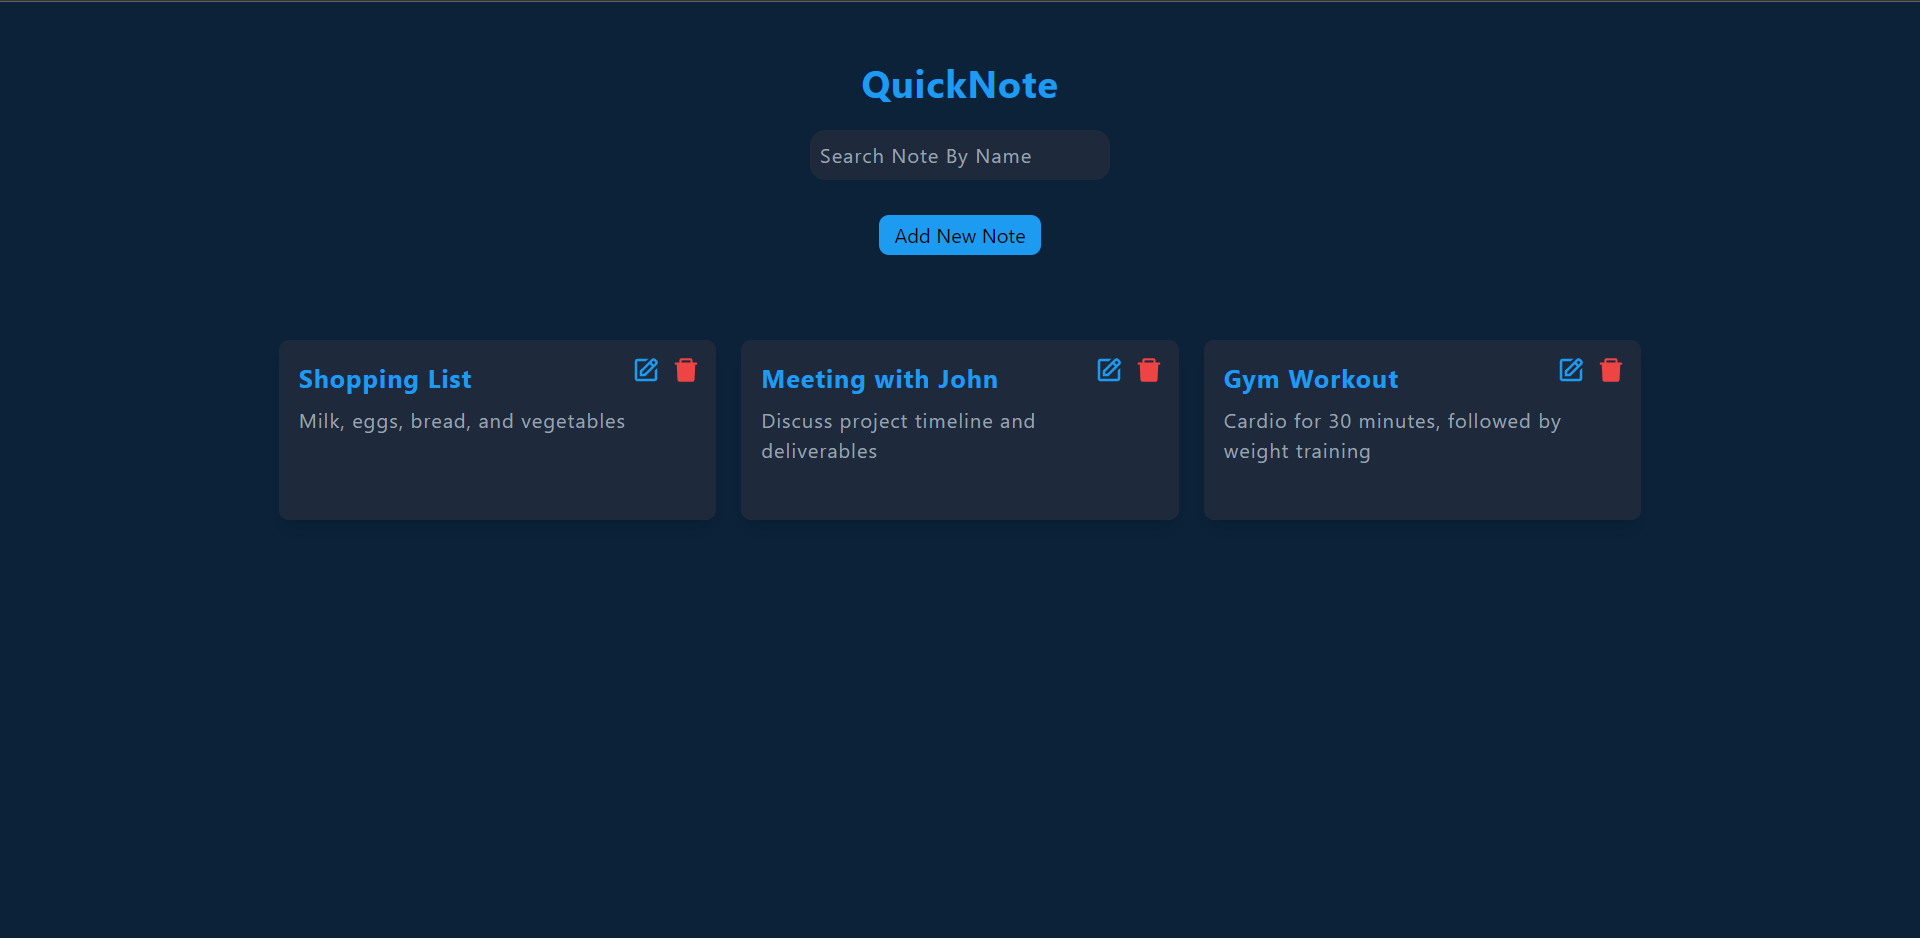 QuickNote
Search Note By Name
Add New Note
Shopping List
Milk, eggs, bread, and vegetables
Meeting with John
Discuss project timeline and
deliverables
Gym Workout
Cardio for 30 minutes, followed by
weight training